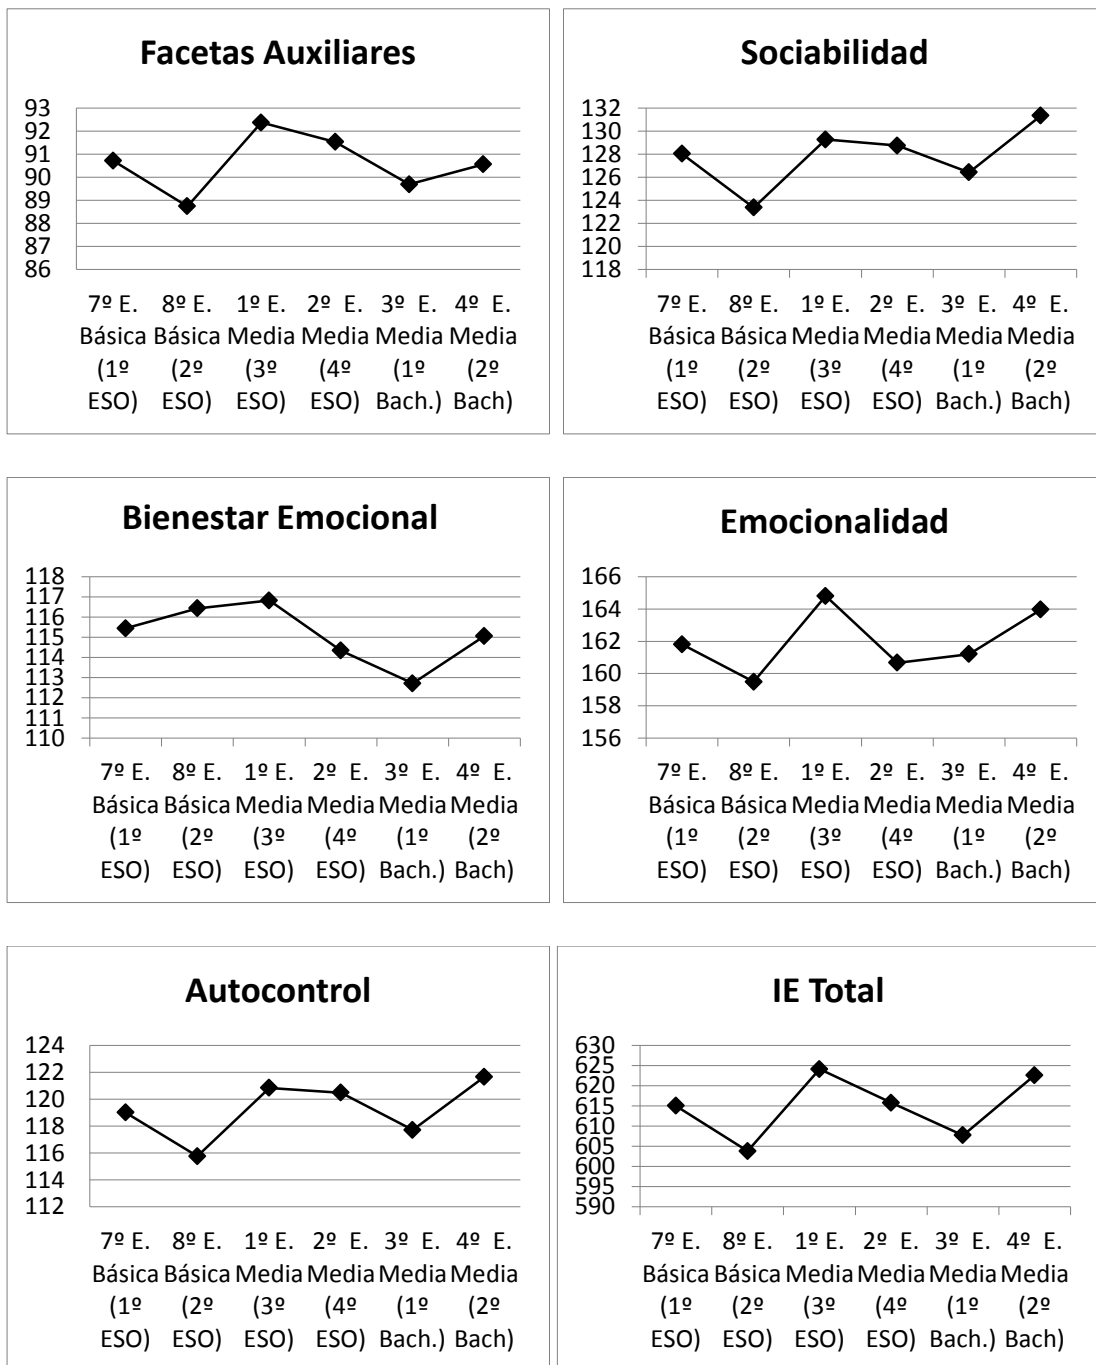 Facetas Auxiliares
93
92
91
90
89
88
87
86
7º E. 8º E. 1º E. 2º E. 3º E. 4º E.
Básica Básica Media Media Media Media
(1º (2º (3º (4º (1º (2º
ESO) ESO) ESO) ESO) Bach.) Bach)
Sociabilidad
132
130
128
126
124
122
120
118
7º E. 8º E. 1º E. 2º E. 3º E. 4º E.
Básica Básica Media Media Media Media
(1º (2º (3º (4º (1º (2º
ESO) ESO) ESO) ESO) Bach.) Bach)
Bienestar Emocional
118
117
116
115
114
113
112
111
110
7º E. 8º E. 1º E. 2º E. 3º E. 4º E.
Básica Básica Media Media Media Media
(1º (2º (3º (4º (1º (2º
ESO) ESO) ESO) ESO) Bach.) Bach)
Emocionalidad
166
164
162
160
158
156
7º E. 8º E. 1º E. 2º E. 3º E. 4º E.
Básica Básica Media Media Media Media
(1º (2º (3º (4º (1º (2º
ESO) ESO) ESO) ESO) Bach.) Bach)
Autocontrol
124
122
120
118
116
114
112
7º E. 8º E. 1º E. 2º E. 3º E. 4º E.
Básica Básica Media Media Media Media
(1º (2º (3º (4º (1º (2º
ESO) ESO) ESO) ESO) Bach.) Bach)
IE Total
630
625
620
615
610
605
600
595
590
7º E. 8º E. 1º E. 2º E. 3º E. 4º E.
Básica Básica Media Media Media Media
(1º (2º (3º (4º (1º (2º
ESO) ESO) ESO) ESO) Bach.) Bach)